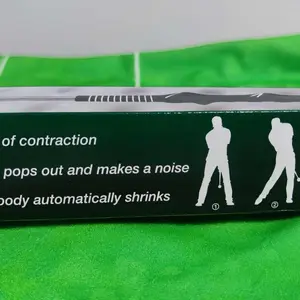 of contraction
pops out and makes a noise
body automatically shrinks
①
②